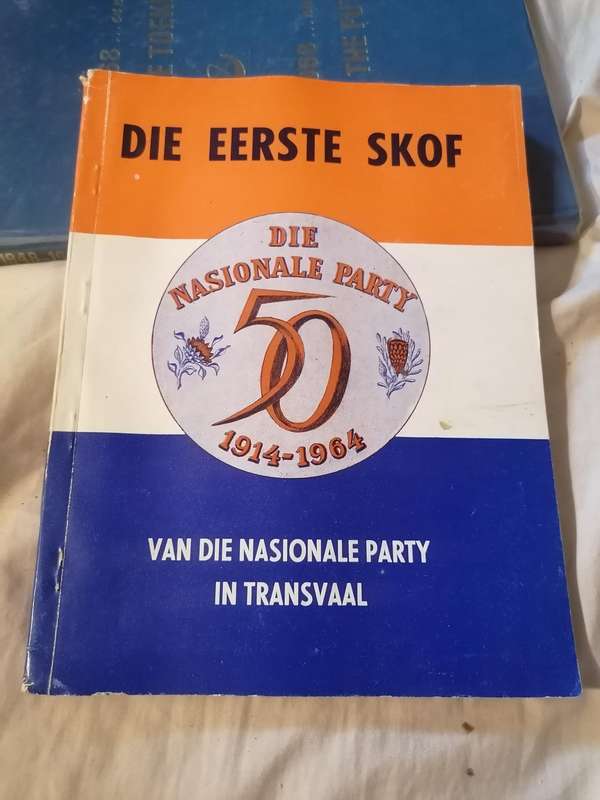 DIE EERSTE SKOF
DIE
NASIONALE PARTY
50
1914-1964
VAN DIE NASIONALE PARTY
IN TRANSVAAL